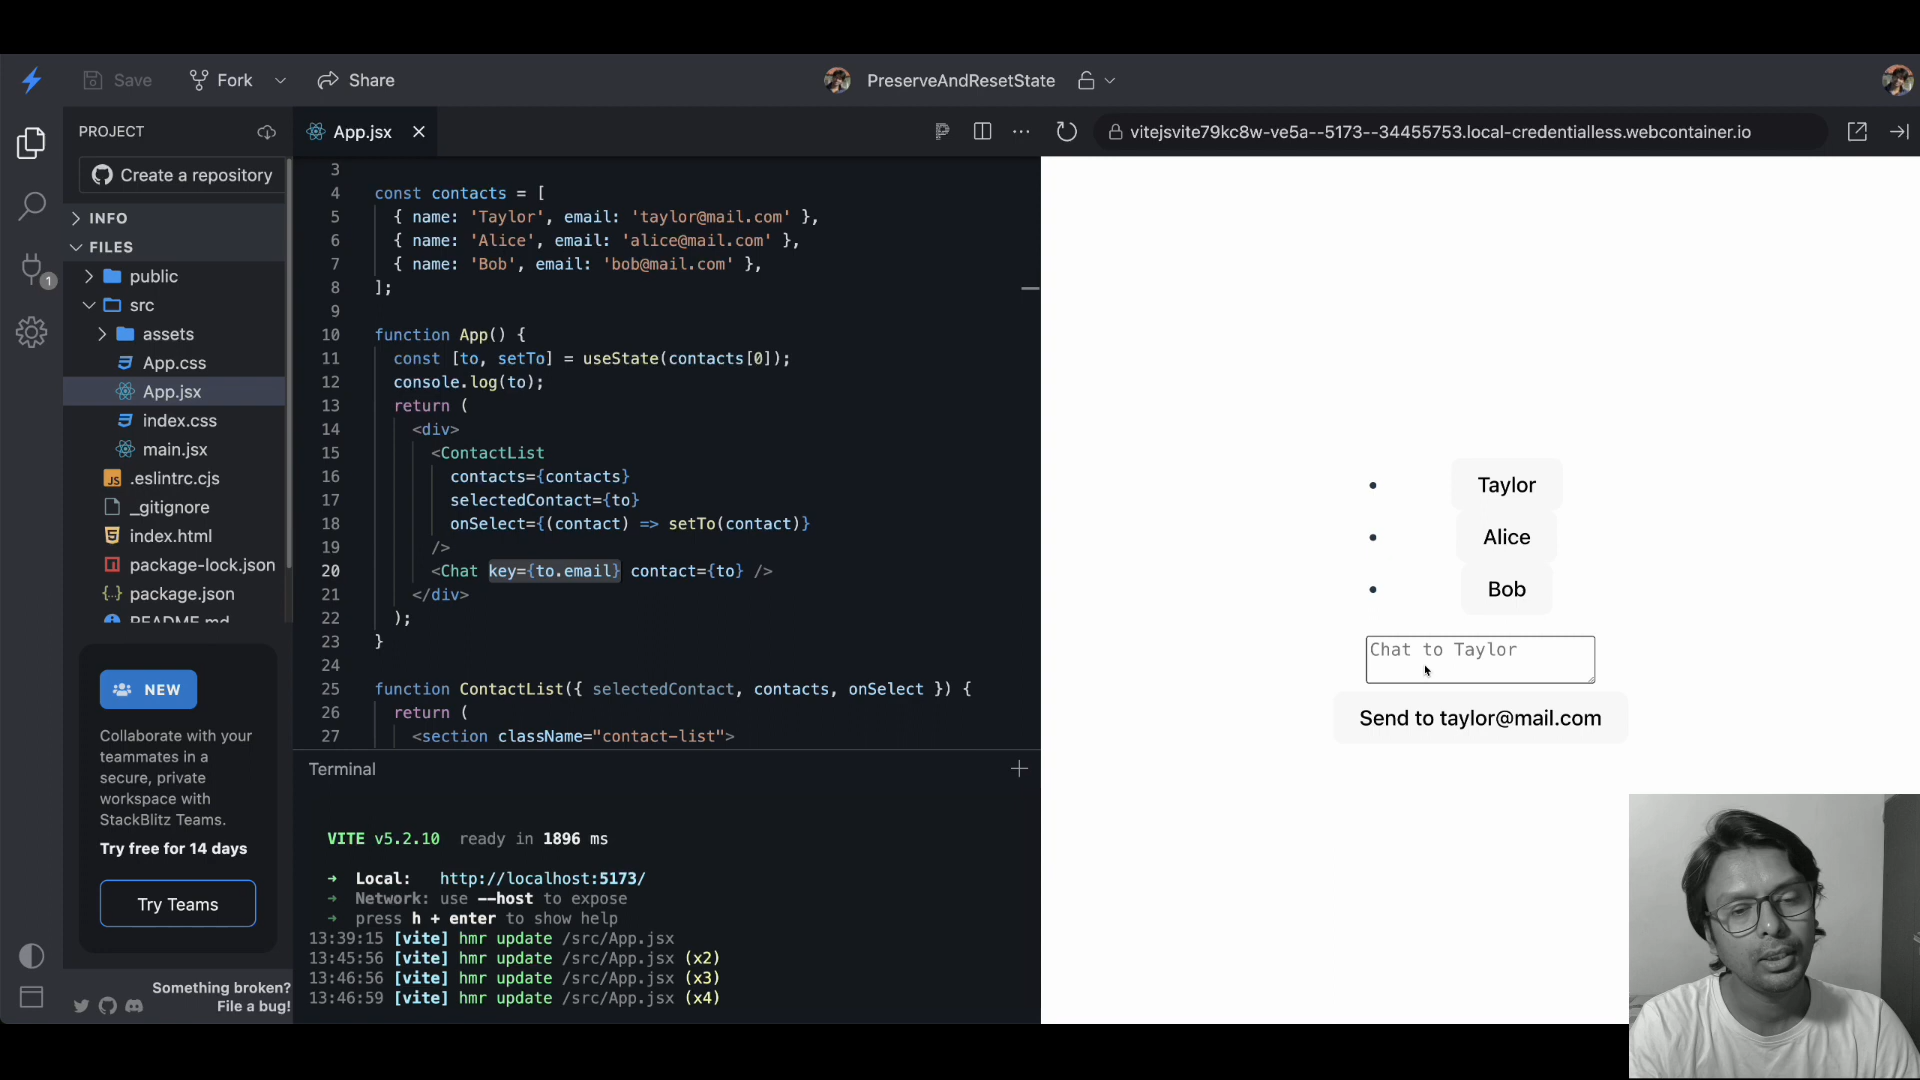 Save
Fork
Share
PreserveAndResetState
PROJECT
App.jsx
vitejsvite79kc8w-ve5a--5173--34455753.local-credentialless.webcontainer.io
Create a repository
INFO
FILES
public
src
assets
App.css
App.jsx
index.css
main.jsx
.eslintrc.cjs
_gitignore
index.html
package-lock.json
package.json
README.md
1
NEW
Collaborate with your
teammates in a
secure, private
workspace with
StackBlitz Teams.
Try free for 14 days
Try Teams
Something broken?
File a bug!
3
4 const contacts = [
5 { name: 'Taylor', email: 'taylor@mail.com' },
6 { name: 'Alice', email: 'alice@mail.com' },
7 { name: 'Bob', email: 'bob@mail.com' },
8 ];
9
10 function App() {
11 const [to, setTo] = useState(contacts[0]);
12 console.log(to);
13 return (
14 <div>
15 <ContactList
16 contacts={contacts}
17 selectedContact={to}
18 onSelect={(contact) => setTo(contact)}
19 />
20 <Chat key={to.email} contact={to} />
21 </div>
22 );
23 }
24
25 function ContactList({ selectedContact, contacts, onSelect }) {
26 return (
27 <section className="contact-list">
Terminal
VITE v5.2.10 ready in 1896 ms
➜ Local: http://localhost:5173/
➜ Network: use --host to expose
➜ press h + enter to show help
13:39:15 [vite] hmr update /src/App.jsx
13:45:56 [vite] hmr update /src/App.jsx (x2)
13:46:56 [vite] hmr update /src/App.jsx (x3)
13:46:59 [vite] hmr update /src/App.jsx (x4)
• Taylor
• Alice
• Bob
Chat to Taylor
Send to taylor@mail.com